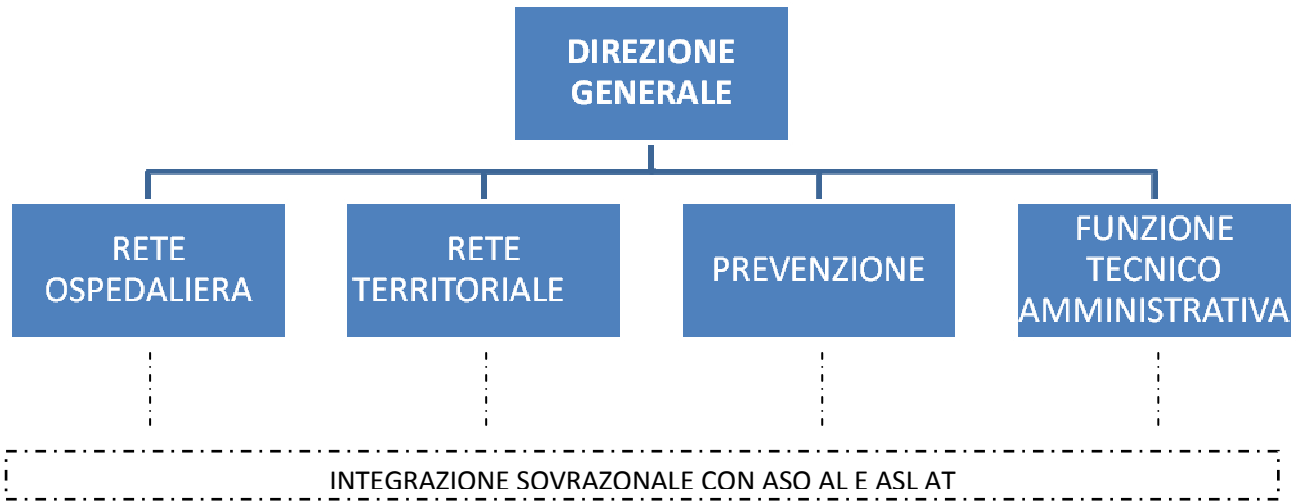 DIREZIONE
GENERALE
RETE
OSPEDALIERA
RETE
TERRITORIALE
PREVENZIONE
FUNZIONE
TECNICO
AMMINISTRATIVA
INTEGRAZIONE SOVRAZONALE CON ASO AL E ASL AT